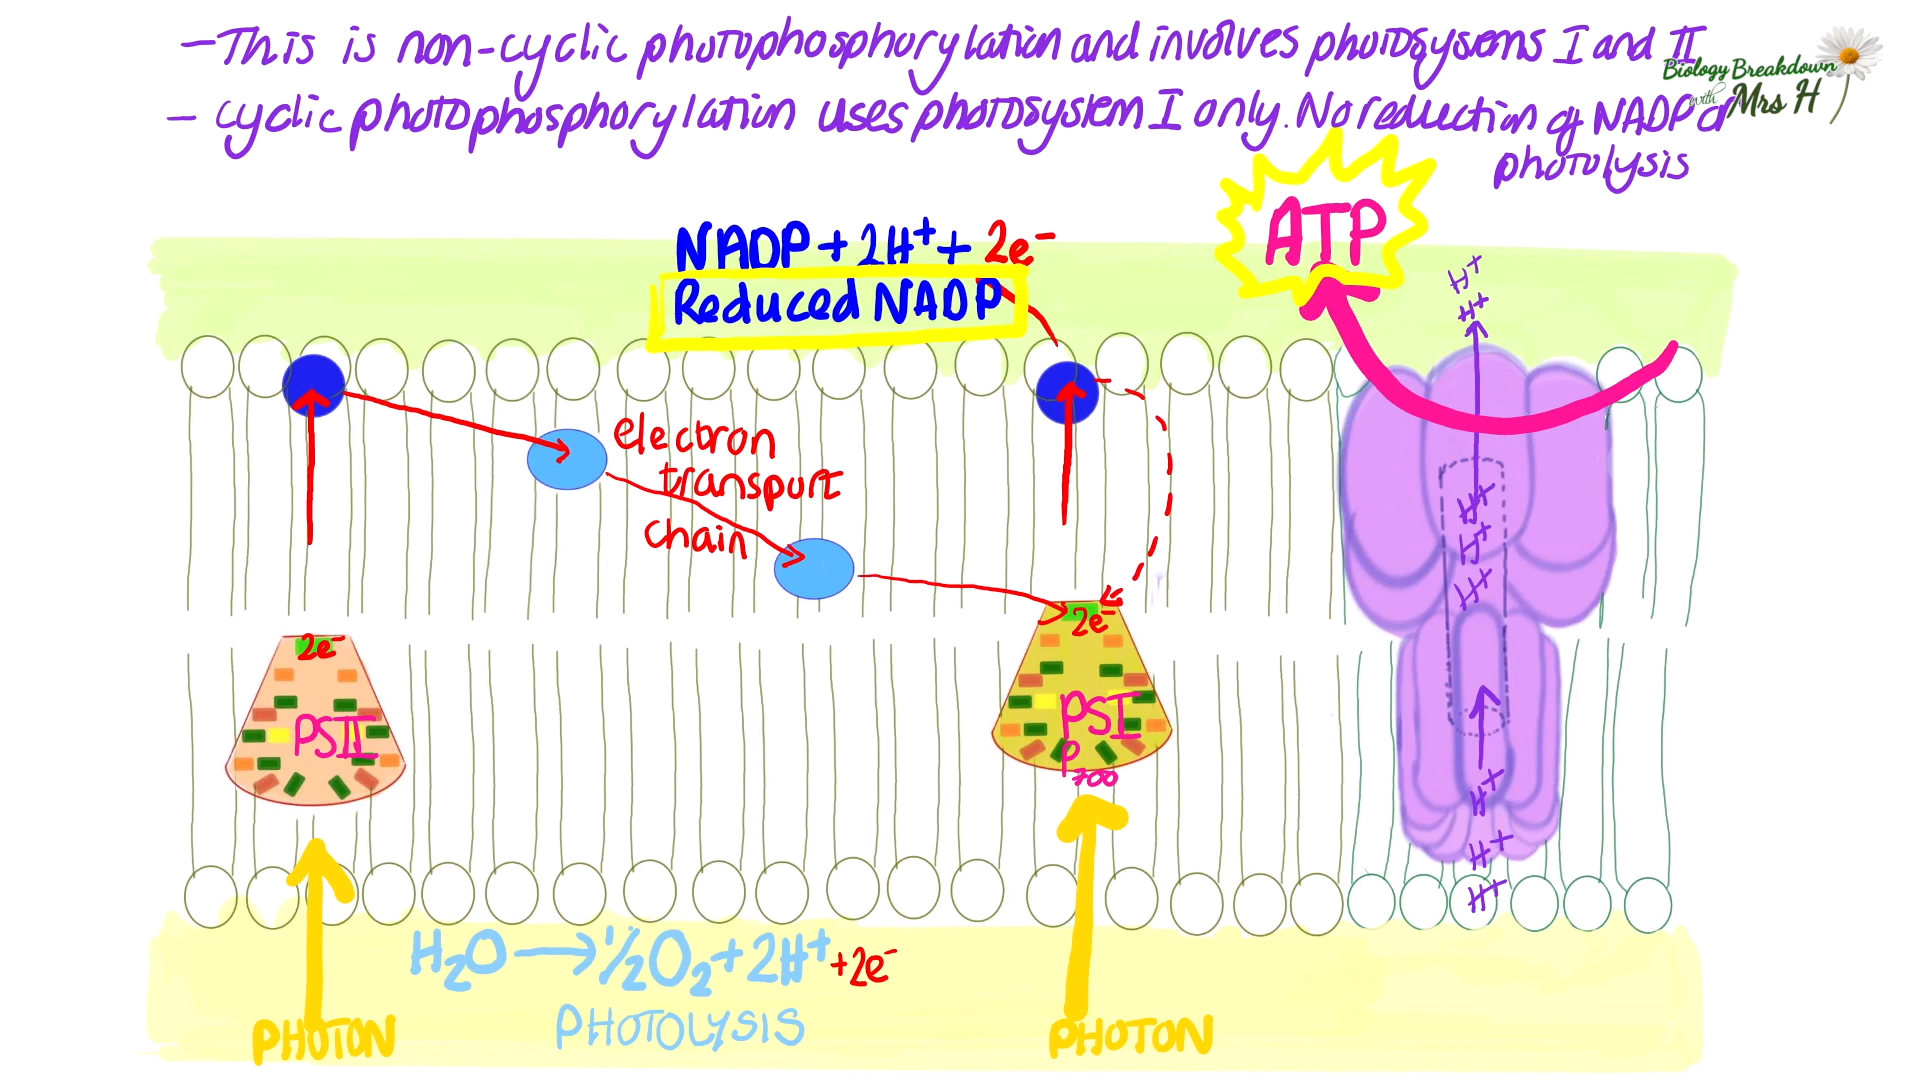 - This is non-cyclic photophosphorylation and involves photosystems I and II
- cyclic photophosphorylation uses photosystem I only. No reduction of NADP or
photolysis
Biology Breakdown
with Mrs H
ATP
NADP + 2H+ + 2e-
Reduced NADP
H+
H+
electron
transport
chain
H+
H+
H+
2e-
2e-
PSII
PSI
P700
H+
H+
H+
H2O → 1/2O2 + 2H+ + 2e-
PHOTOLYSIS
PHOTON
PHOTON